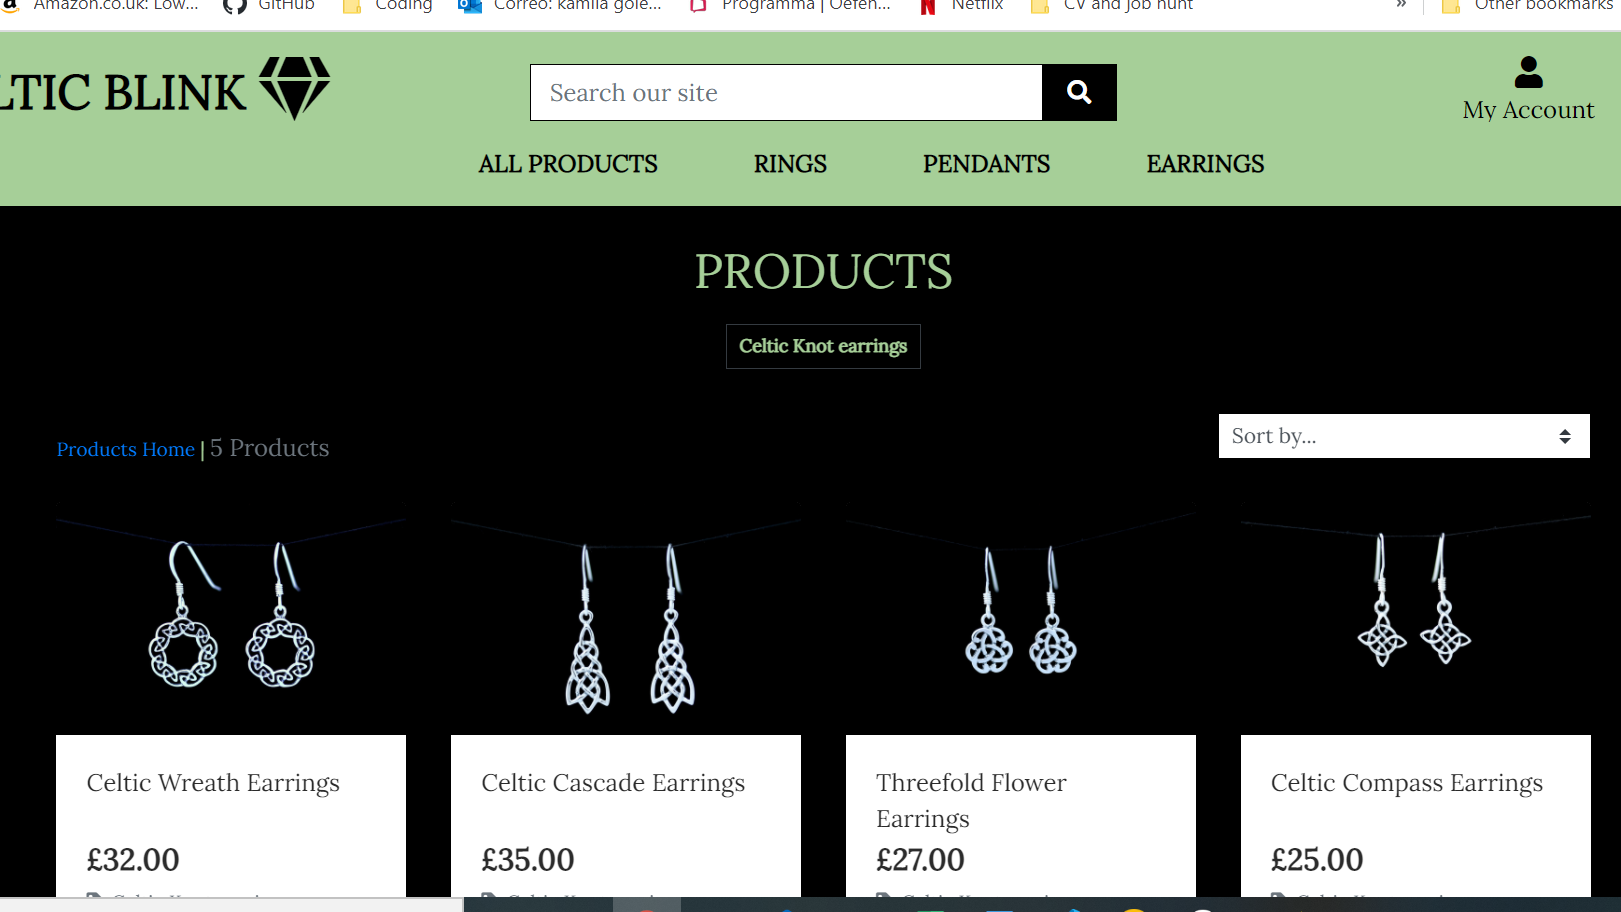 Amazon.co.uk: Low... GitHub Coding Correo: kamila gole... Programma | Oefen... Netflix CV and job hunt » Other bookmarks
LTIC BLINK
Search our site
My Account
ALL PRODUCTS RINGS PENDANTS EARRINGS
PRODUCTS
Celtic Knot earrings
Products Home | 5 Products
Sort by...
Celtic Wreath Earrings
£32.00
Celtic Cascade Earrings
£35.00
Threefold Flower
Earrings
£27.00
Celtic Compass Earrings
£25.00